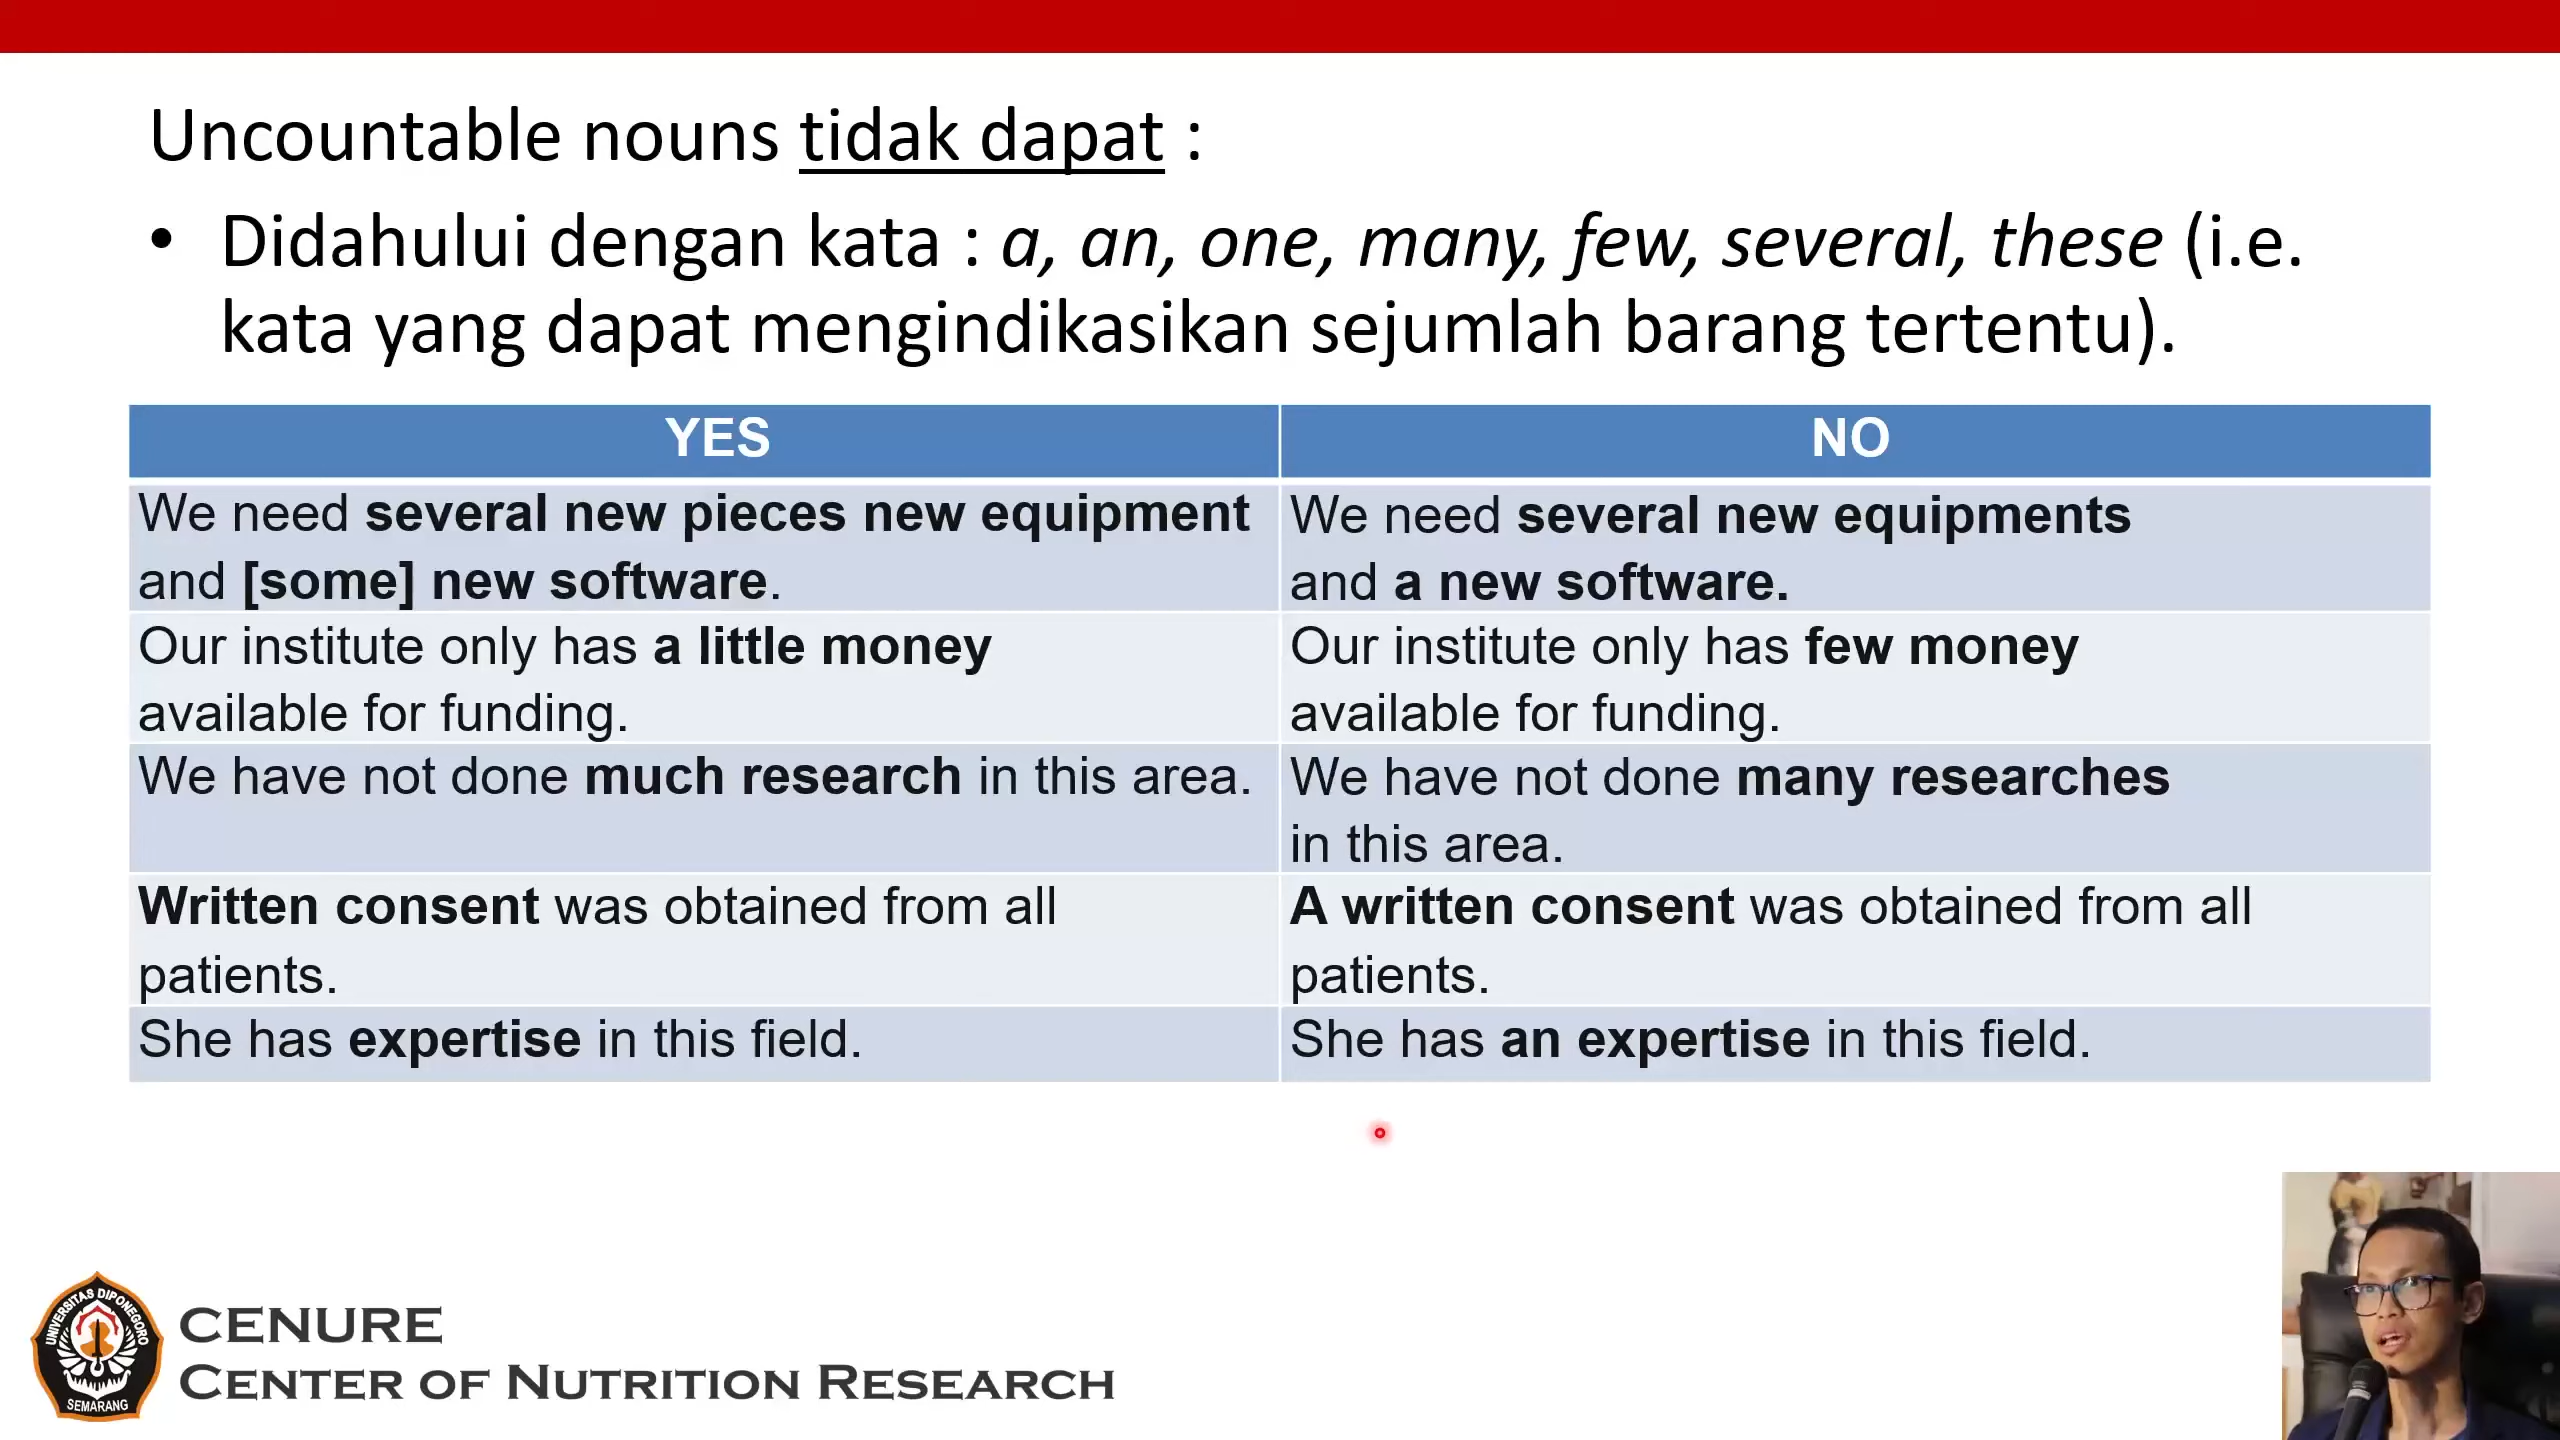 Uncountable nouns tidak dapat :
• Didahului dengan kata : a, an, one, many, few, several, these (i.e.
kata yang dapat mengindikasikan sejumlah barang tertentu).
YES
NO
We need several new pieces new equipment
and [some] new software.
We need several new equipments
and a new software.
Our institute only has a little money
available for funding.
Our institute only has few money
available for funding.
We have not done much research in this area.
We have not done many researches
in this area.
Written consent was obtained from all
patients.
A written consent was obtained from all
patients.
She has expertise in this field.
She has an expertise in this field.
UNIVERSITAS DIPONEGORO
SEMARANG
CENURE
CENTER OF NUTRITION RESEARCH